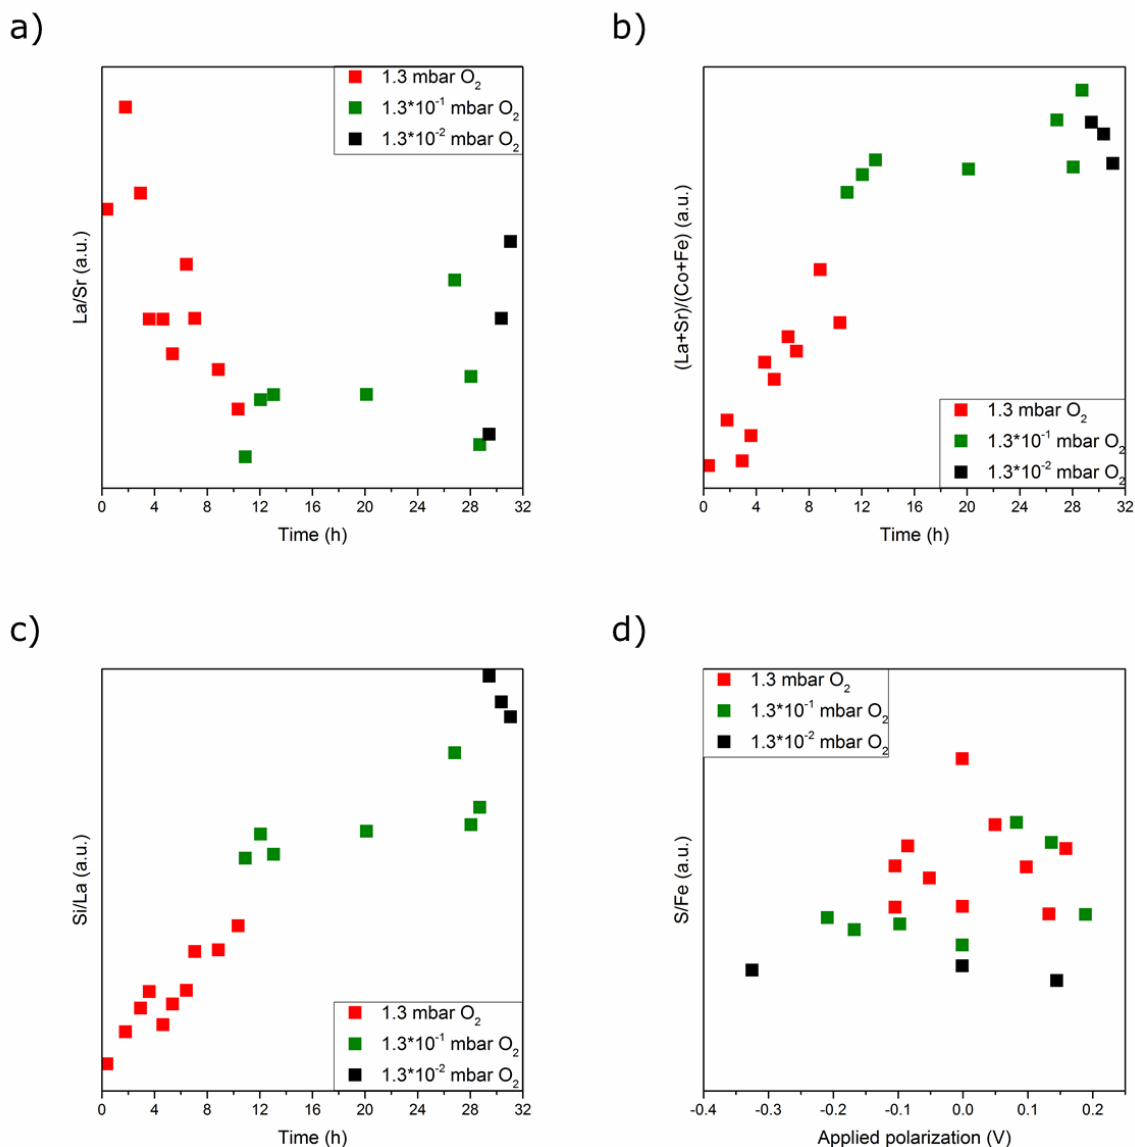 a)
1.3 mbar O2
1.3*10-1 mbar O2
1.3*10-2 mbar O2
La/Sr (a.u.)
0 4 8 12 16 20 24 28 32
Time (h)
b)
(La+Sr)/(Co+Fe) (a.u.)
1.3 mbar O2
1.3*10-1 mbar O2
1.3*10-2 mbar O2
0 4 8 12 16 20 24 28 32
Time (h)
c)
Si/La (a.u.)
1.3 mbar O2
1.3*10-1 mbar O2
1.3*10-2 mbar O2
0 4 8 12 16 20 24 28 32
Time (h)
d)
1.3 mbar O2
1.3*10-1 mbar O2
1.3*10-2 mbar O2
S/Fe (a.u.)
-0.4 -0.3 -0.2 -0.1 0.0 0.1 0.2
Applied polarization (V)